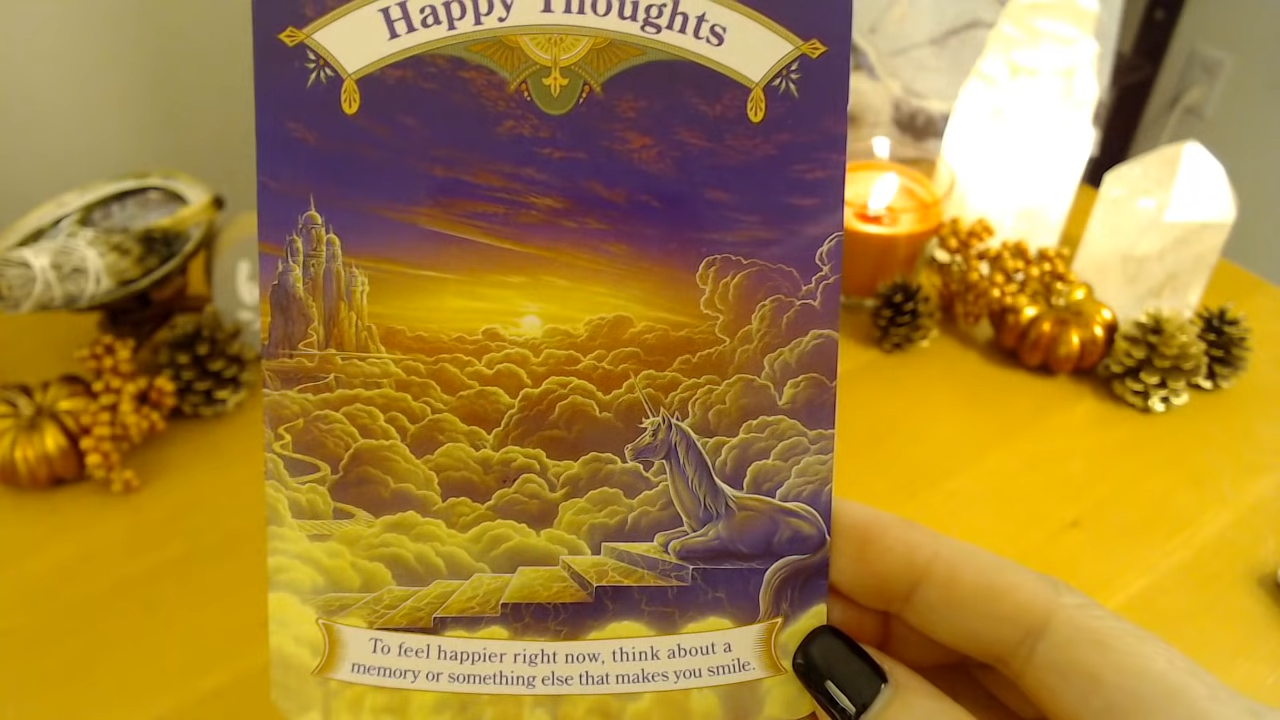 Happy Thoughts
To feel happier right now, think about a
memory or something else that makes you smile.